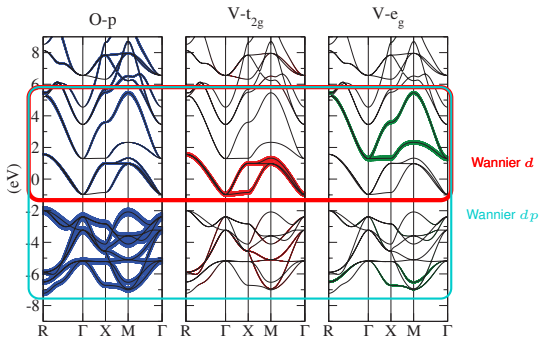 O-p V-t2g V-eg
8
6
4
2
0
-2
-4
-6
-8
(eV)
Wannier d
Wannier dp
R Γ X M Γ R Γ X M Γ R Γ X M Γ